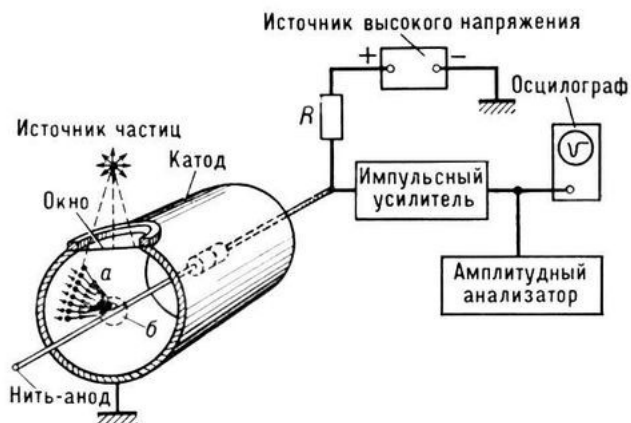 Источник высокого напряжения
+
−
R
Осцилограф
Источник частиц
Катод
Окно
Импульсный
усилитель
а
б
Амплитудный
анализатор
Нить-анод